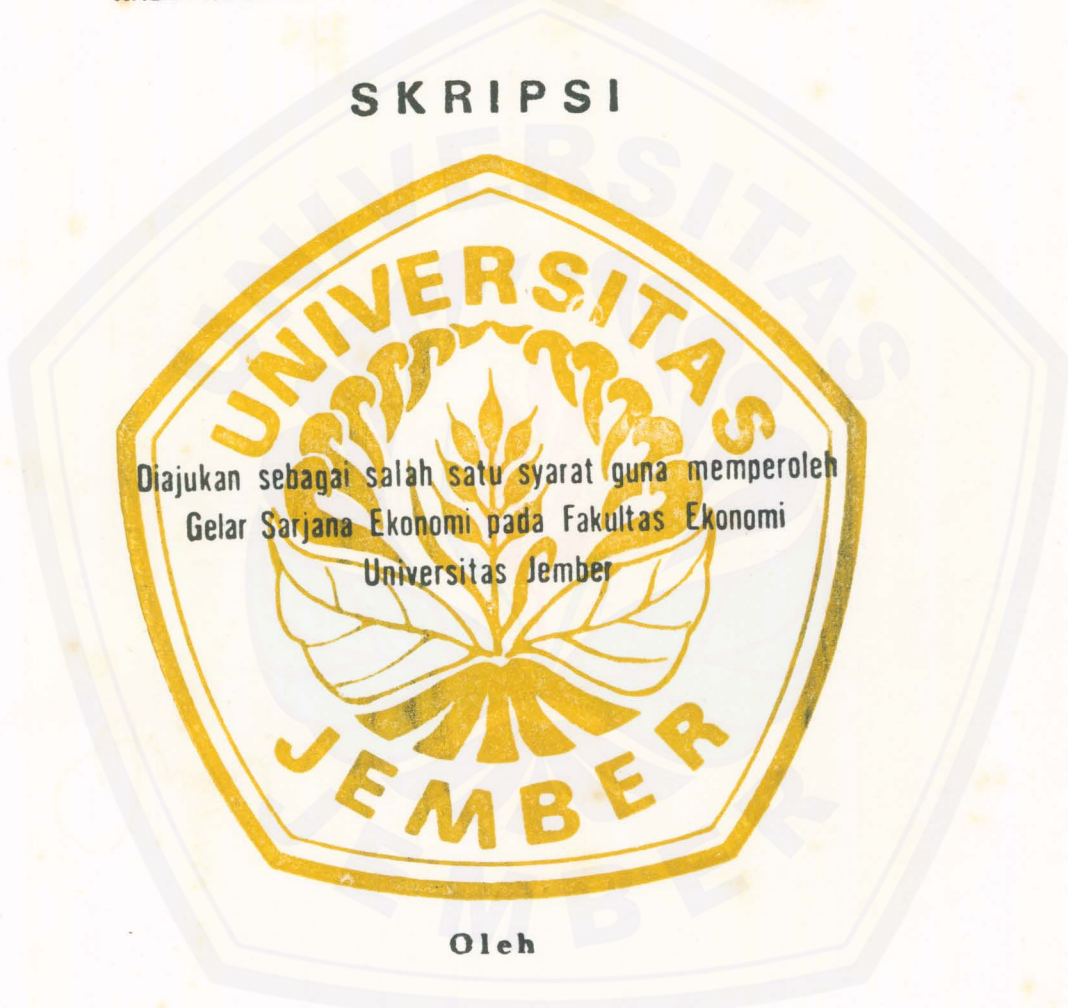 SKRIPSI
UNIVERSITAS
Diajukan sebagai salah satu syarat guna memperoleh
Gelar Sarjana Ekonomi pada Fakultas Ekonomi
Universitas Jember
JEMBER
Oleh